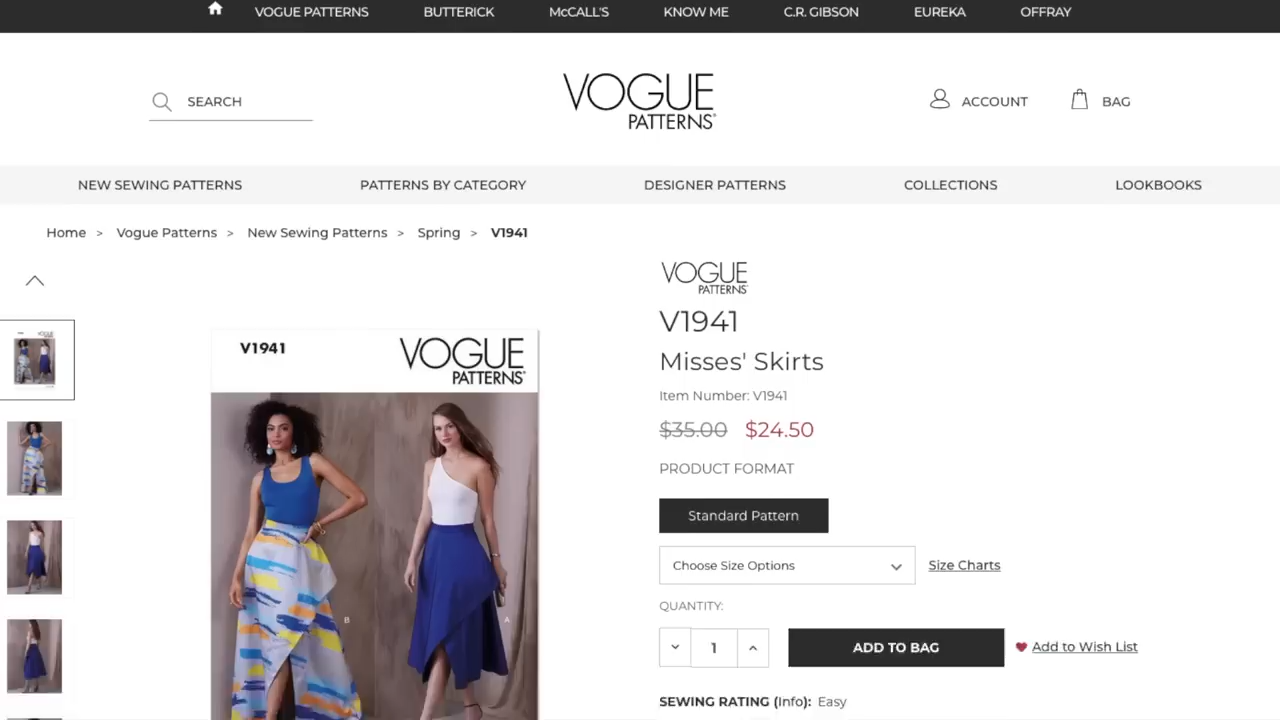 VOGUE PATTERNS BUTTERICK McCALL'S KNOW ME C.R. GIBSON EUREKA OFFRAY
SEARCH
VOGUE
PATTERNS®
ACCOUNT
BAG
NEW SEWING PATTERNS PATTERNS BY CATEGORY DESIGNER PATTERNS COLLECTIONS LOOKBOOKS
Home > Vogue Patterns > New Sewing Patterns > Spring > V1941
V1941
VOGUE
PATTERNS®
B
A
VOGUE
PATTERNS
V1941
Misses' Skirts
Item Number: V1941
$35.00 $24.50
PRODUCT FORMAT
Standard Pattern
Choose Size Options
Size Charts
QUANTITY:
1
ADD TO BAG
Add to Wish List
SEWING RATING (Info): Easy